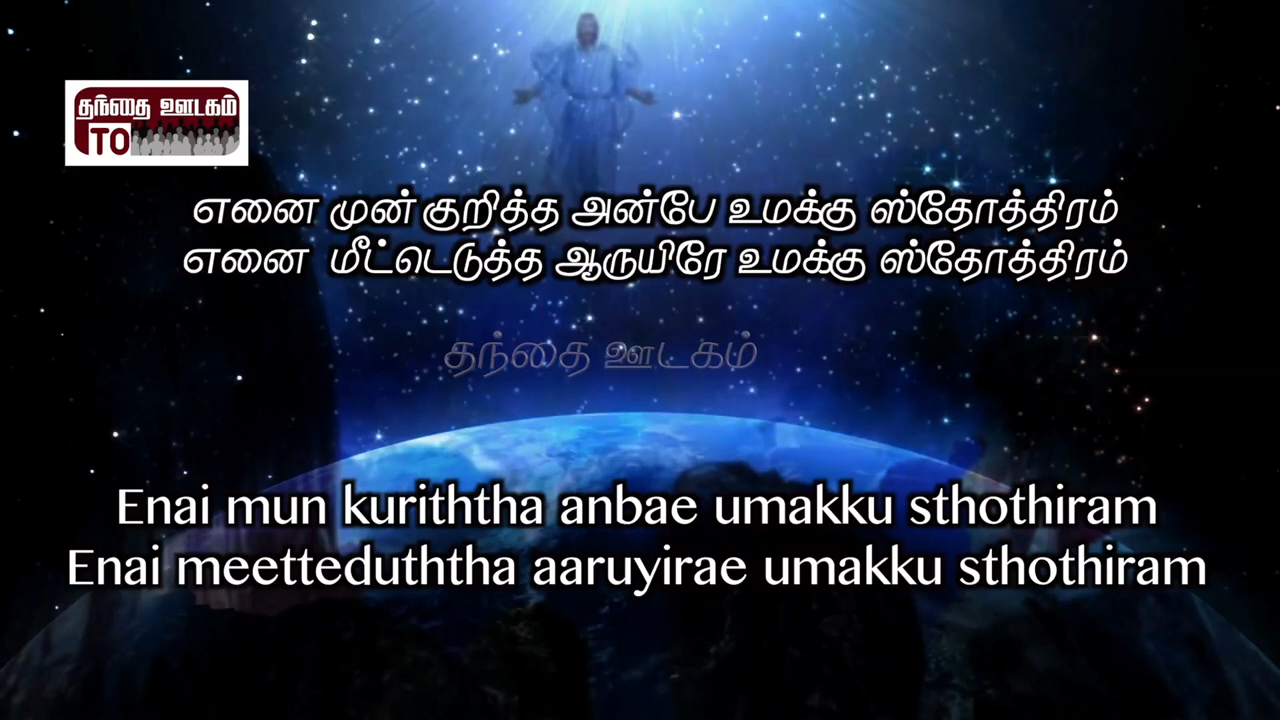 தந்தை ஊடகம்
TO
எனை முன் குறித்த அன்பே உமக்கு ஸ்தோத்திரம்
எனை மீட்டெடுத்த ஆருயிரே உமக்கு ஸ்தோத்திரம்
தந்தை ஊடகம்
Enai mun kuriththa anbae umakku sthothiram
Enai meetteduththa aaruyirae umakku sthothiram